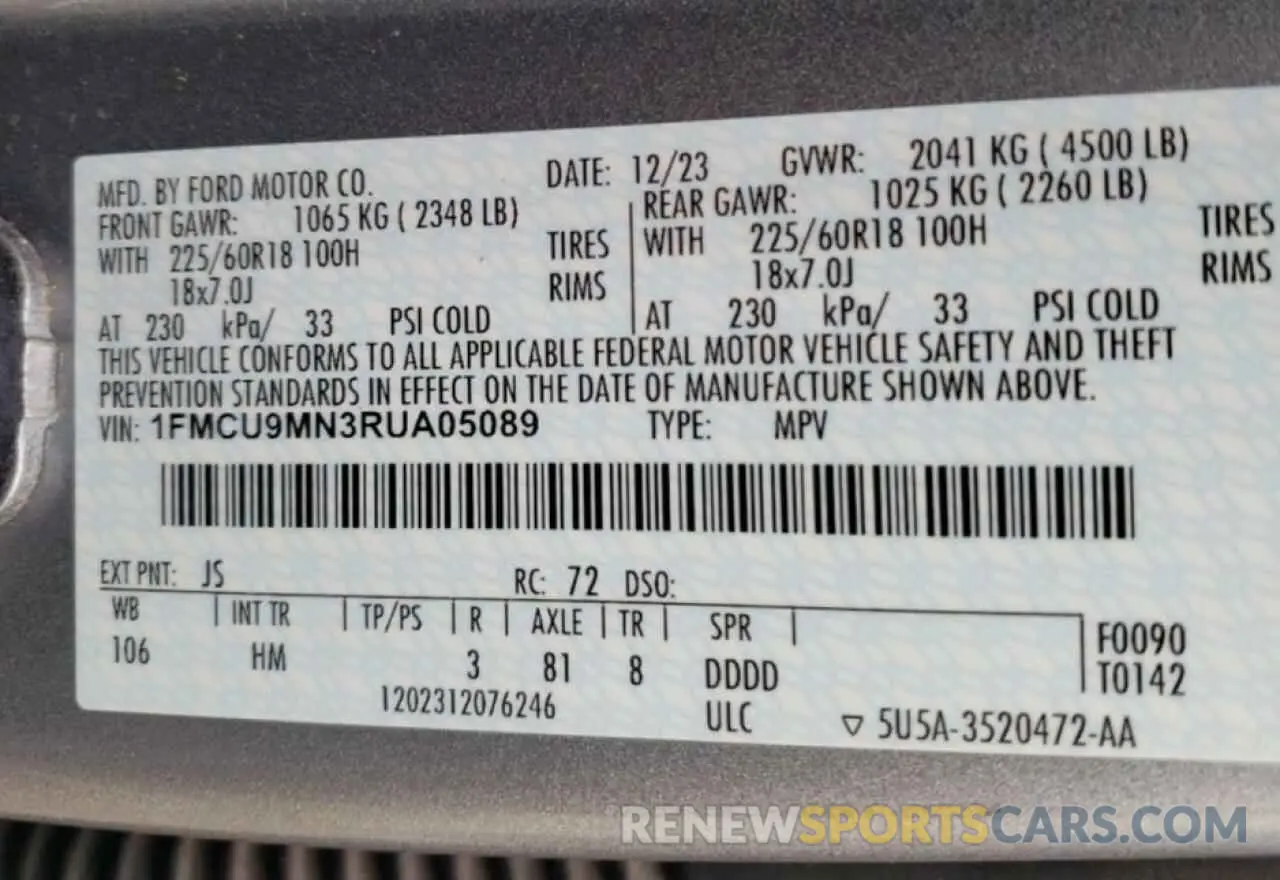 MFD. BY FORD MOTOR CO. DATE: 12/23 GVWR: 2041 KG ( 4500 LB)
FRONT GAWR: 1065 KG ( 2348 LB) REAR GAWR: 1025 KG ( 2260 LB)
WITH 225/60R18 100H TIRES WITH 225/60R18 100H TIRES
18x7.0J RIMS 18x7.0J RIMS
AT 230 kPa/ 33 PSI COLD AT 230 kPa/ 33 PSI COLD
THIS VEHICLE CONFORMS TO ALL APPLICABLE FEDERAL MOTOR VEHICLE SAFETY AND THEFT
PREVENTION STANDARDS IN EFFECT ON THE DATE OF MANUFACTURE SHOWN ABOVE.
VIN: 1FMCU9MN3RUA05089 TYPE: MPV
EXT PNT: JS RC: 72 DSO:
WB INT TR TP/PS R AXLE TR SPR F0090
106 HM 3 81 8 DDDD T0142
1202312076246 ULC ▽ 5U5A-3520472-AA
RENEWSPORTSCARS.COM